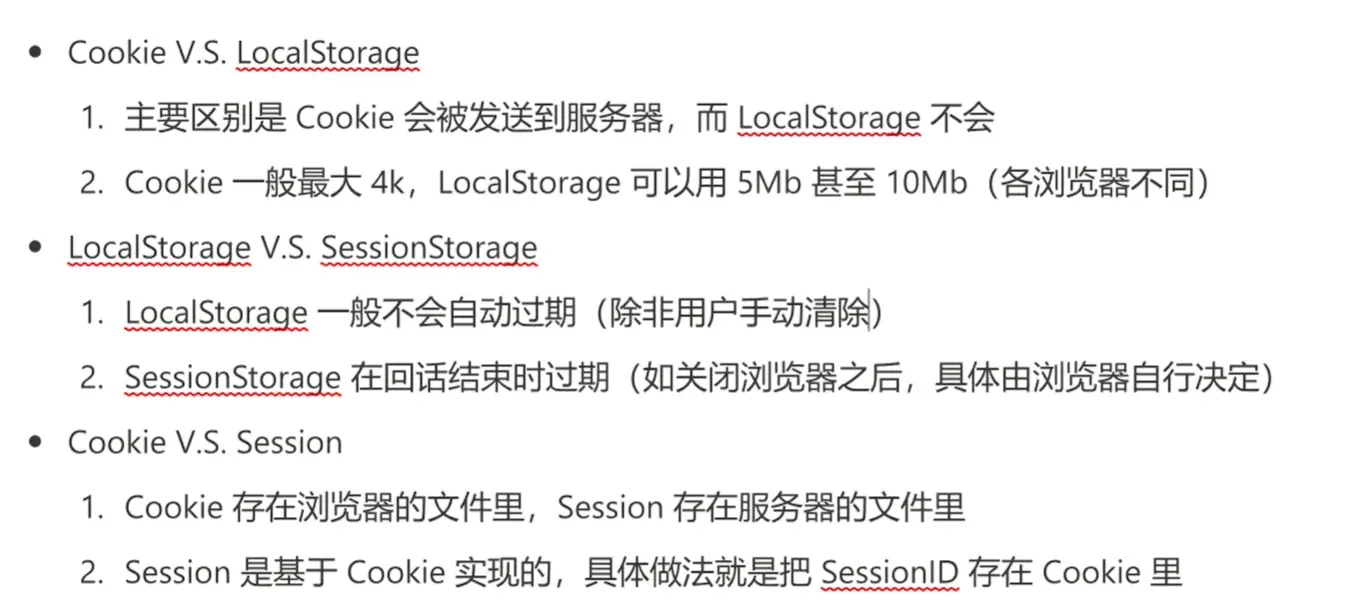 • Cookie V.S. LocalStorage
1. 主要区别是 Cookie 会被发送到服务器，而 LocalStorage 不会
2. Cookie 一般最大 4k，LocalStorage 可以用 5Mb 甚至 10Mb（各浏览器不同）
• LocalStorage V.S. SessionStorage
1. LocalStorage 一般不会自动过期（除非用户手动清除）
2. SessionStorage 在回话结束时过期（如关闭浏览器之后，具体由浏览器自行决定）
• Cookie V.S. Session
1. Cookie 存在浏览器的文件里，Session 存在服务器的文件里
2. Session 是基于 Cookie 实现的，具体做法就是把 SessionID 存在 Cookie 里